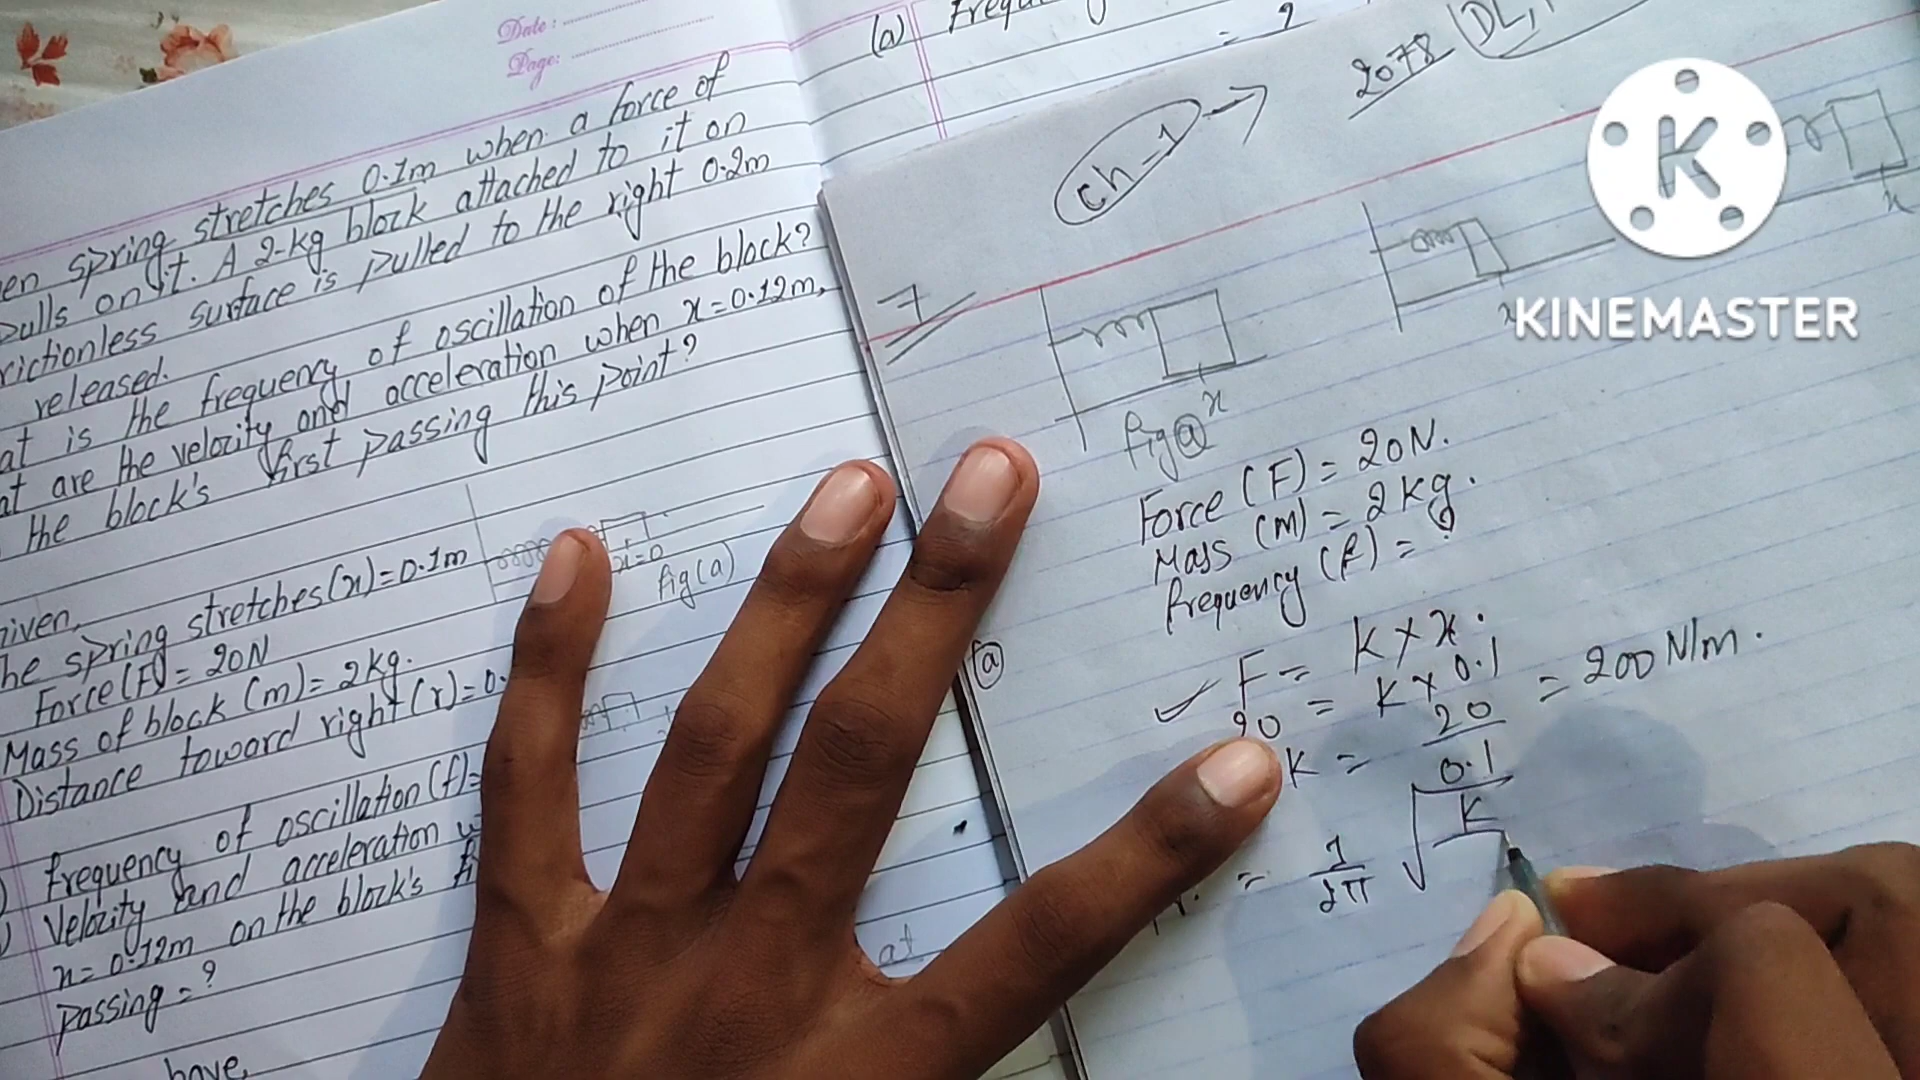 Date:
Page:
spring stretches 0.1m when a force of
pulls on it. A 2-kg block attached to it on
surface is pulled to the right 0.2m
released.
is the frequency of oscillation of the block?
are the velocity and acceleration when x=0.12m,
the block's first passing this point?
x=0
fig(a)
spring stretches(x)=0.1m
Force(F)=20N
Mass of block (m)=2kg.
Distance toward right(r)=0.
frequency of oscillation(f)=
Velocity and acceleration
x=0.12m on the block's
passing=?
have,
(a)
Ch-1 →
2078
7
x
x
fig(a)
Force (F) = 20N.
Mass (m) = 2kg.
frequency (f) = ?
(a)
F = K×x.
20 = K×0.1
K = 20/0.1 = 200 N/m.
= 1/2π √K
at
K
KINEMASTER